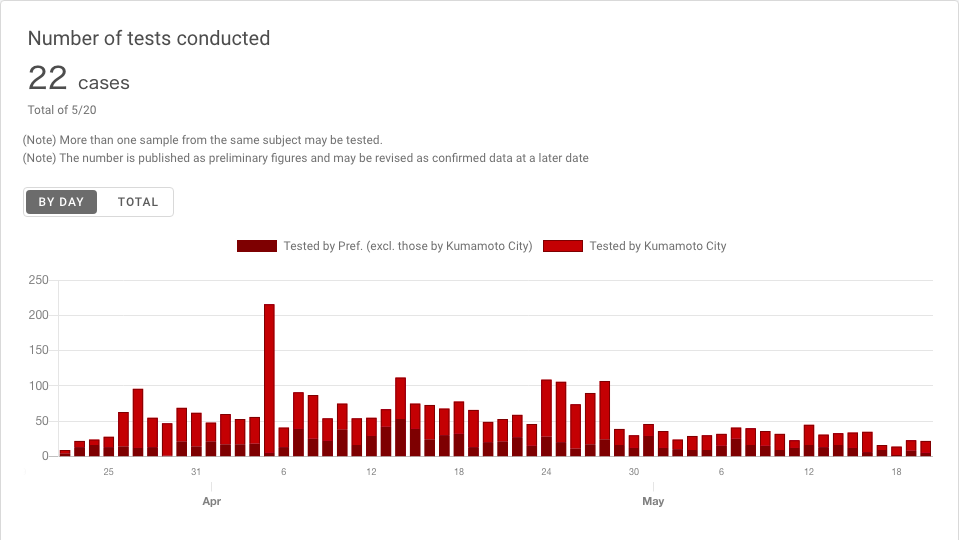 Number of tests conducted
22 cases
Total of 5/20
(Note) More than one sample from the same subject may be tested.
(Note) The number is published as preliminary figures and may be revised as confirmed data at a later date
BY DAY TOTAL
Tested by Pref. (excl. those by Kumamoto City) Tested by Kumamoto City
250
200
150
100
50
0
25 31 6 12 18 24 30 6 12 18
Apr May